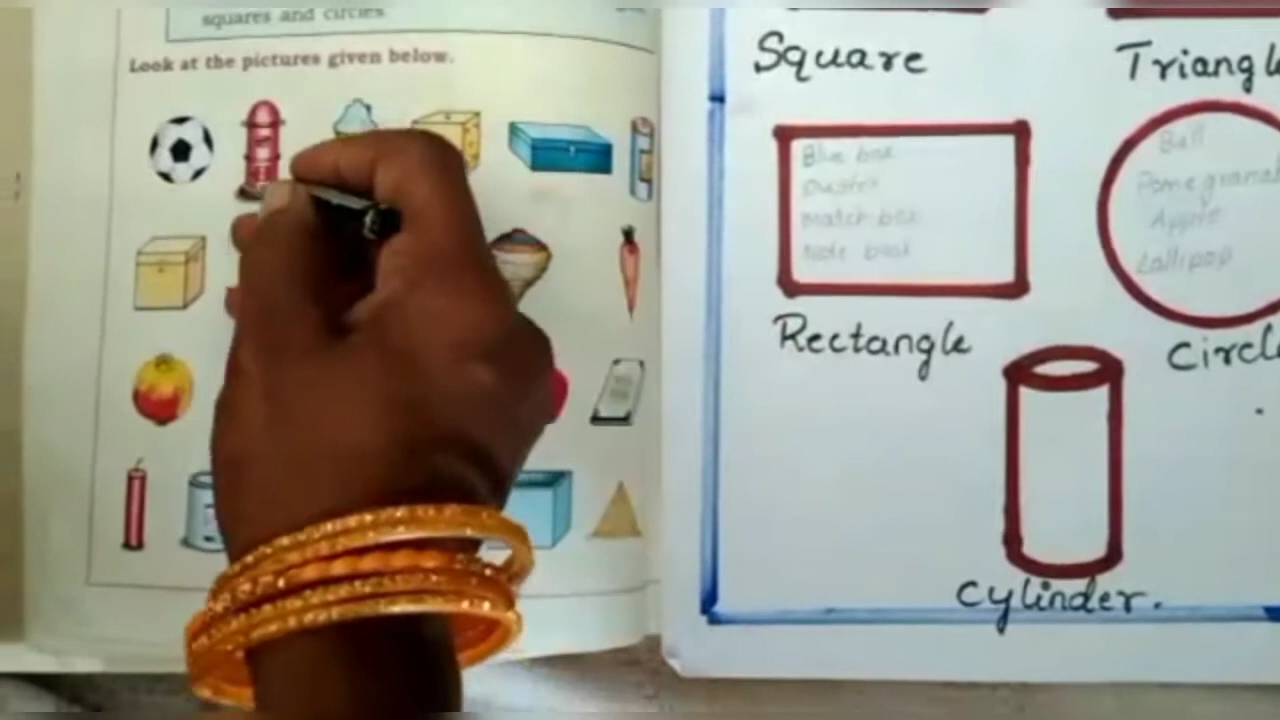 squares and circles
Look at the pictures given below.
Square
Triangl
Blue box
Duster
Match box
Note book
Rectangle
Ball
Pomegranat
Apple
Lallipop
Circl
Cylinder.